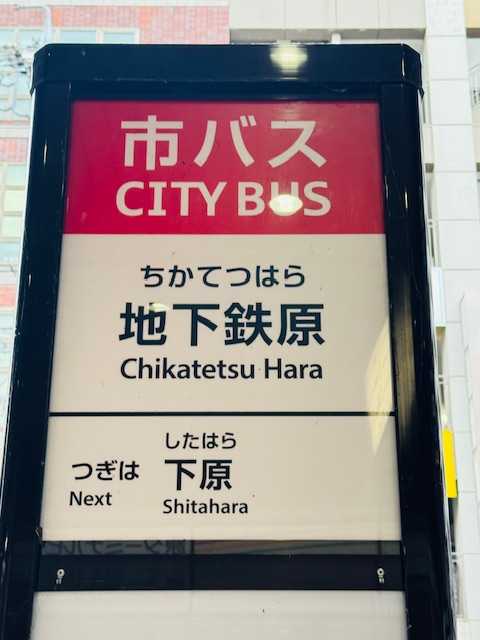 市バス
CITY BUS
ちかてつはら
地下鉄原
Chikatetsu Hara
したはら
つぎは 下原
Next Shitahara